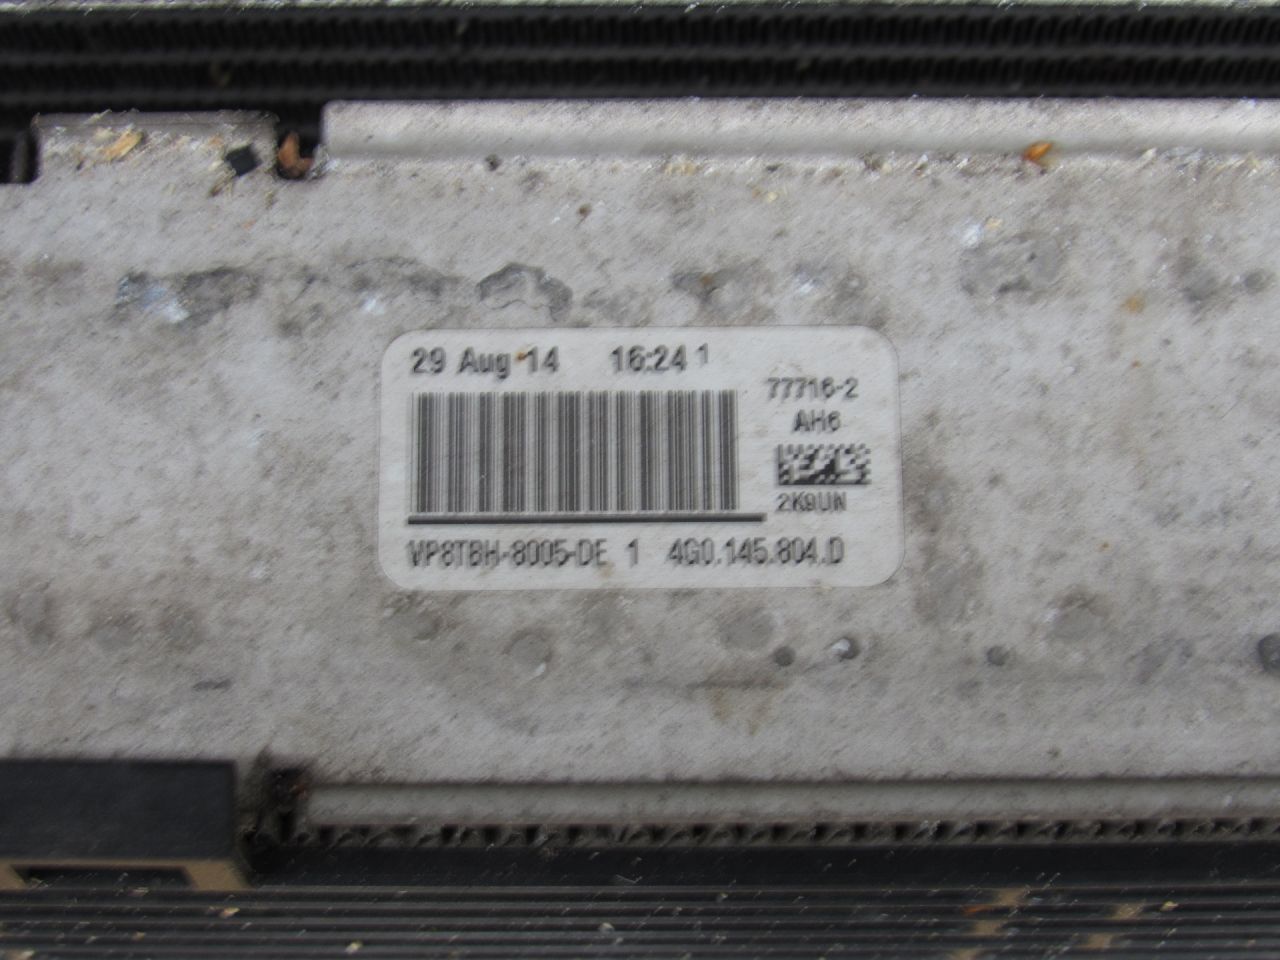 29 Aug 14 16:24 1
77716-2
AH6
2K9UN
VP8TBH-8005-DE 1 4G0.145.804.D